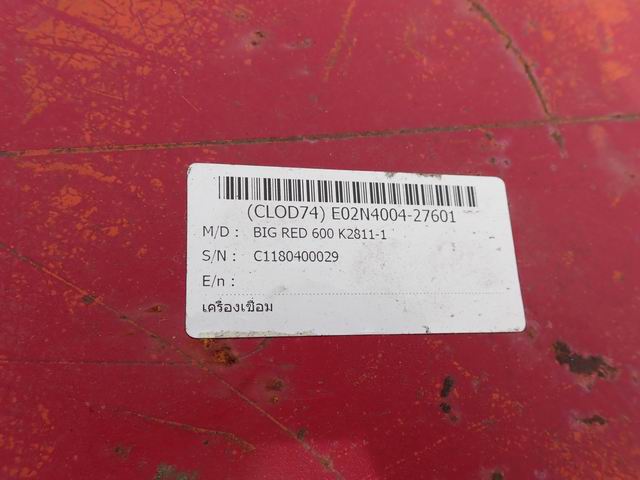 (CLOD74) E02N4004-27601
M/D : BIG RED 600 K2811-1
S/N : C1180400029
E/n :
เครื่องเชื่อม